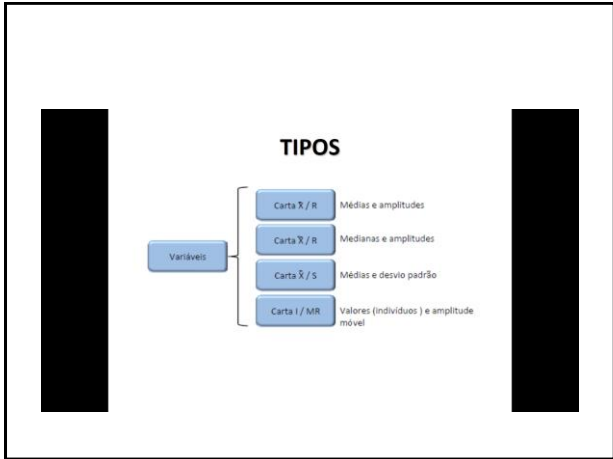 TIPOS
Variáveis
Carta X̄ / R
Médias e amplitudes
Carta X̃ / R
Medianas e amplitudes
Carta X̄ / S
Médias e desvio padrão
Carta I / MR
Valores (indivíduos ) e amplitude
móvel